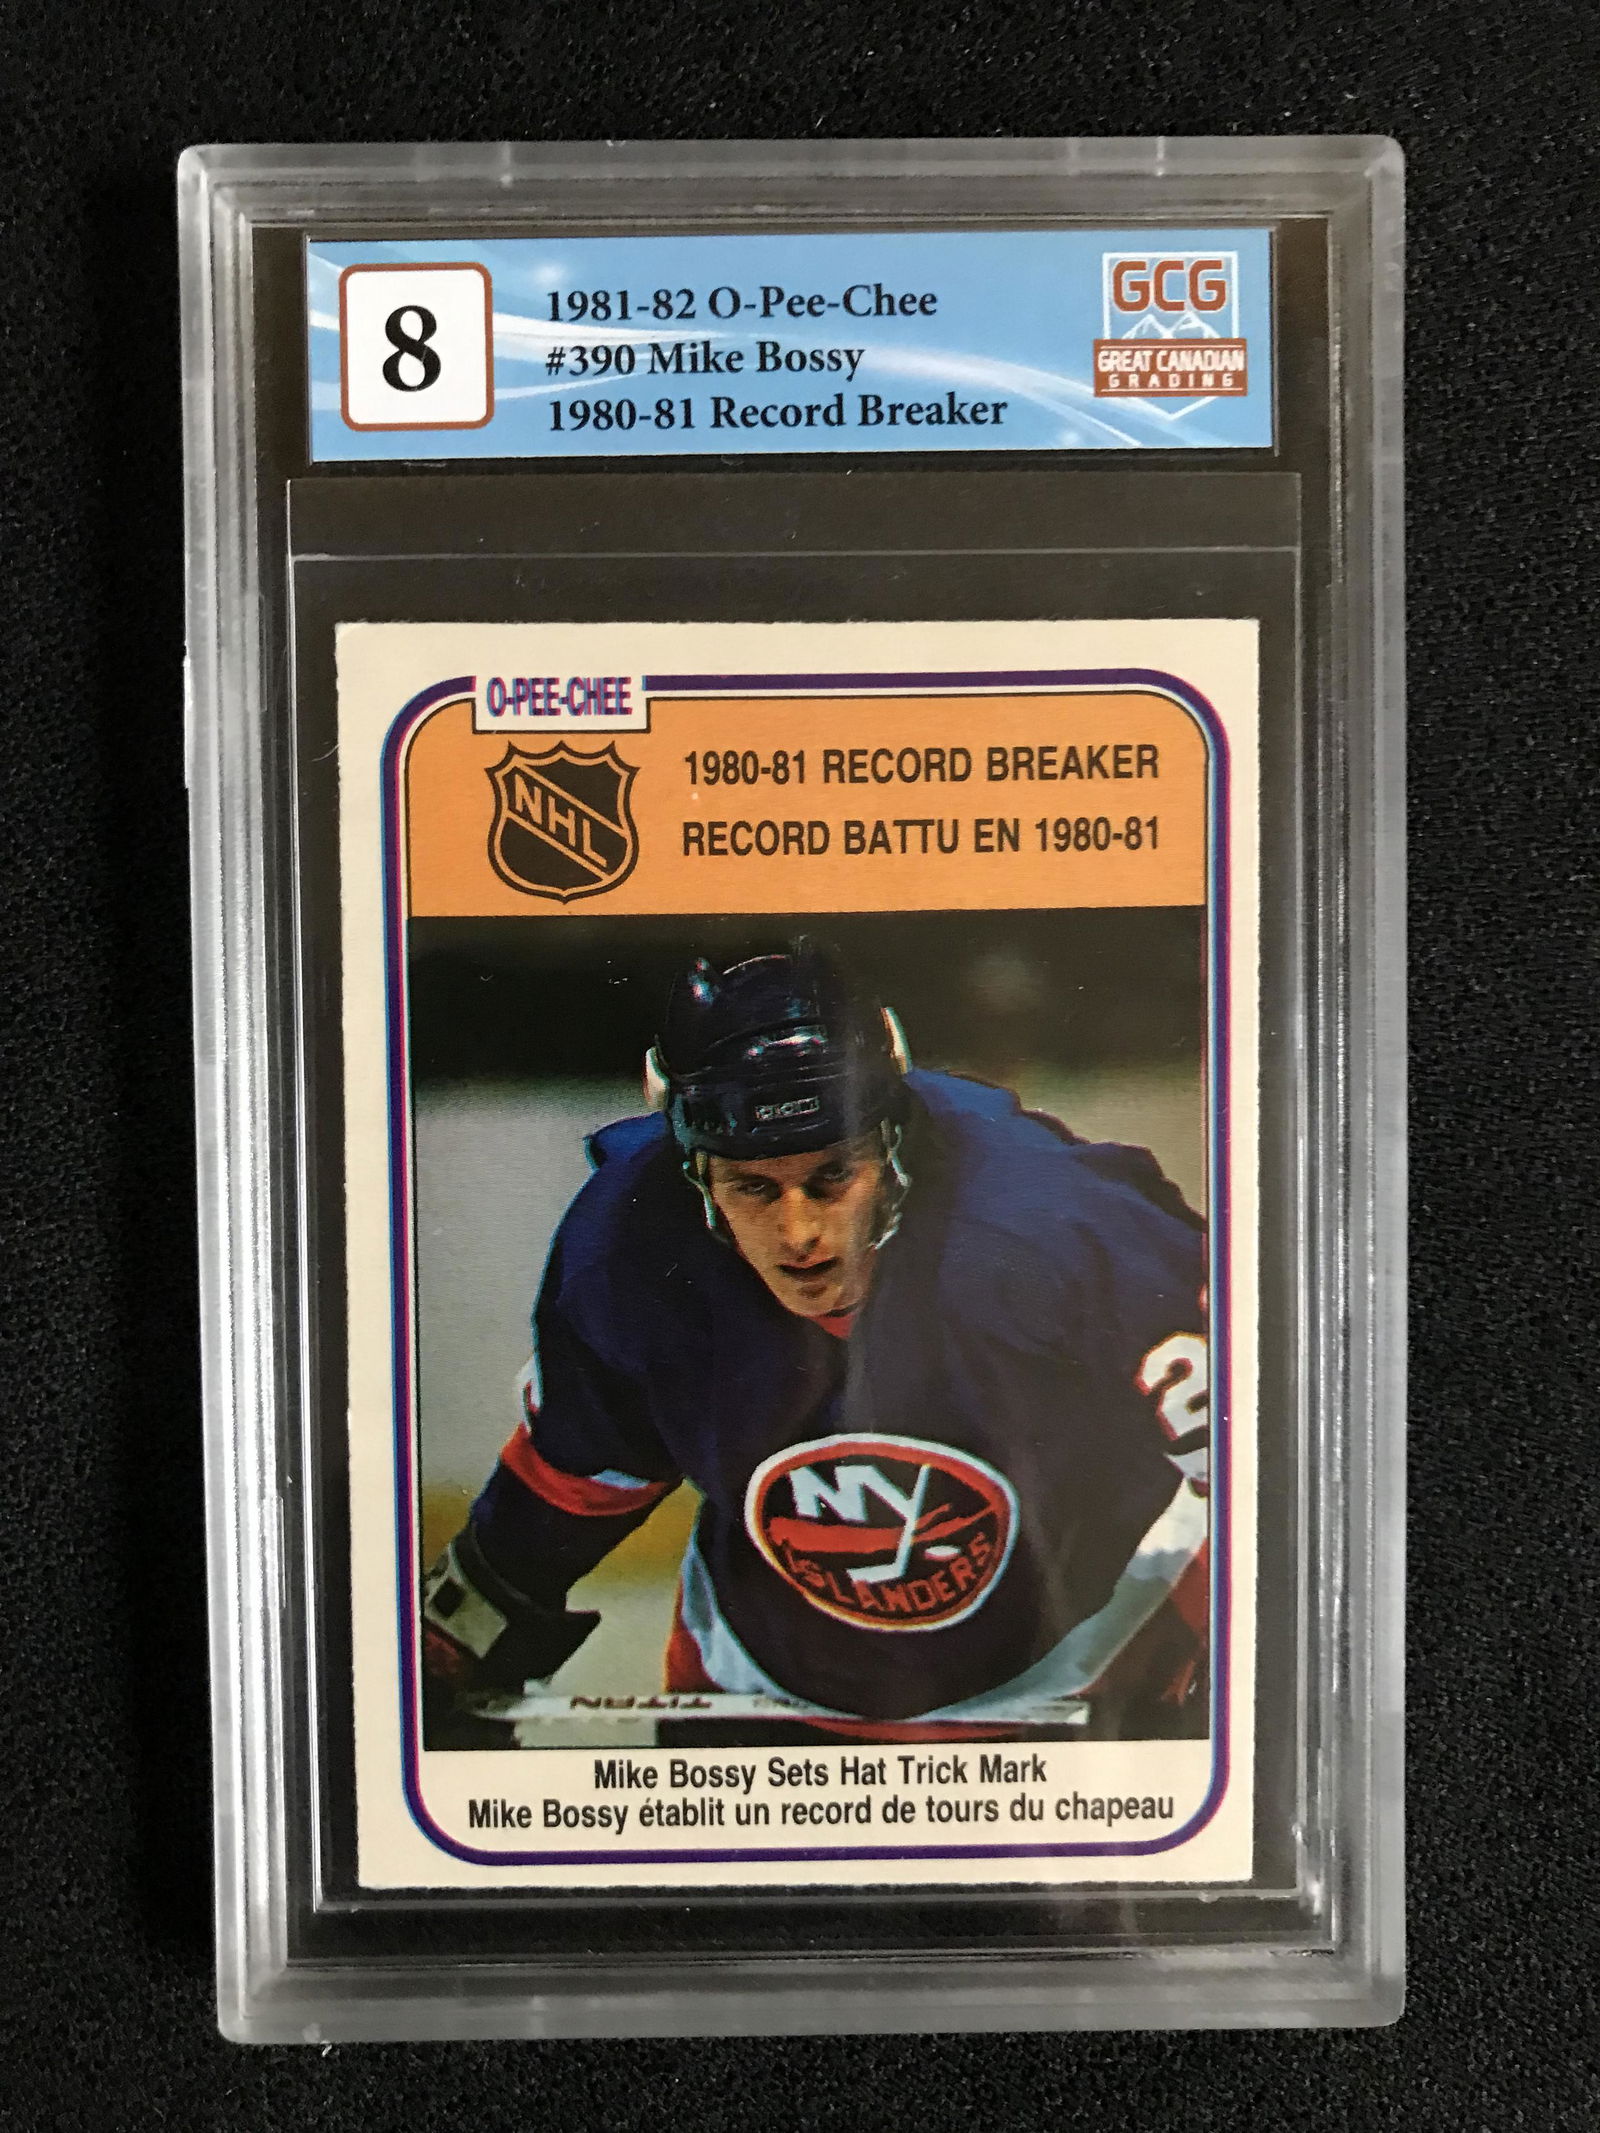 8
1981-82 O-Pee-Chee
#390 Mike Bossy
1980-81 Record Breaker
GCG
GREAT CANADIAN
GRADING
O-PEE-CHEE
NHL
1980-81 RECORD BREAKER
RECORD BATTU EN 1980-81
2
NY
ISLANDERS
Mike Bossy Sets Hat Trick Mark
Mike Bossy établit un record de tours du chapeau